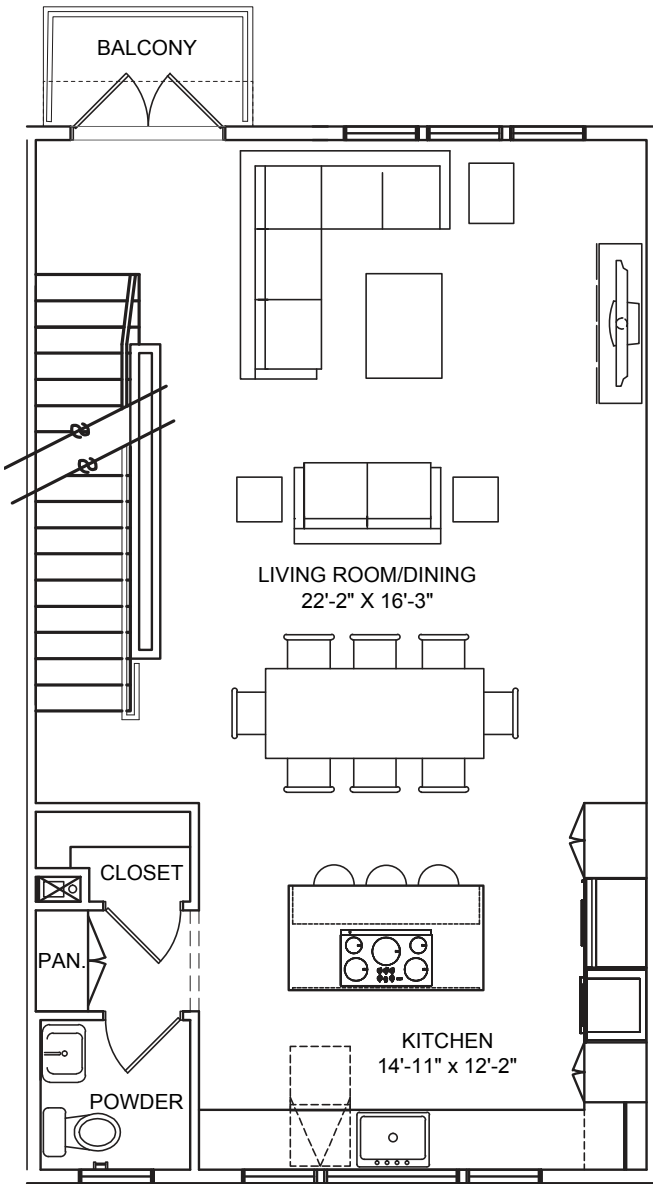 BALCONY
LIVING ROOM/DINING
22'-2" X 16'-3"
CLOSET
PAN.
KITCHEN
14'-11" x 12'-2"
POWDER